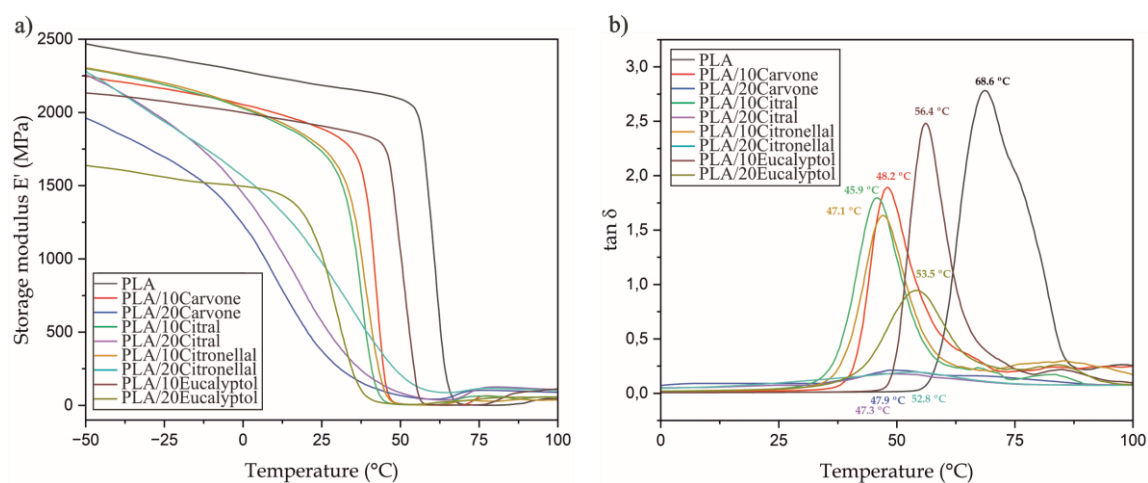 a)
Storage modulus E' (MPa)
2500
2000
1500
1000
500
0
PLA
PLA/10Carvone
PLA/20Carvone
PLA/10Citral
PLA/20Citral
PLA/10Citronellal
PLA/20Citronellal
PLA/10Eucalyptol
PLA/20Eucalyptol
−50 −25 0 25 50 75 100
Temperature (°C)
b)
tan δ
3,0
2,5
2,0
1,5
1,0
0,5
0,0
PLA
PLA/10Carvone
PLA/20Carvone
PLA/10Citral
PLA/20Citral
PLA/10Citronellal
PLA/20Citronellal
PLA/10Eucalyptol
PLA/20Eucalyptol
68.6 °C
56.4 °C
48.2 °C
45.9 °C
47.1 °C
53.5 °C
47.9 °C
52.8 °C
47.3 °C
0 25 50 75 100
Temperature (°C)